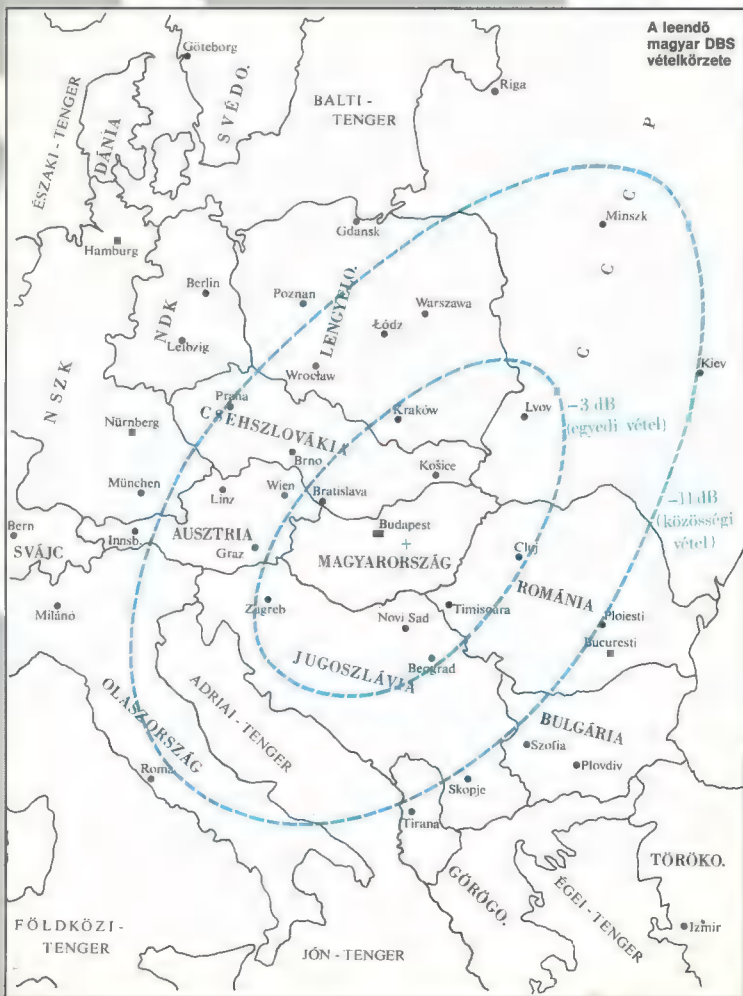 A leendő
magyar DBS
vételkörzete
Göteborg
SVÉDO.
Riga
BALTI-
TENGER
ÉSZAKI-TENGER
DÁNIA
C C C P
Minszk
Gdansk
Hamburg
Berlin
Poznan
Warszawa
NDK
LENGYELO.
Łódz
Leibzig
Kiev
NSZK
Wrocław
Praha
Kraków
Lvov
-3 dB
(egyedi vétel)
Nürnberg
CSEHSZLOVÁKIA
Brno
Košice
München
Linz
Wien
Bratislava
-11 dB
(közösségi
vétel)
Bern
Innsb.
AUSZTRIA
Budapest
SVÁJC
Graz
MAGYARORSZÁG
Cluj
Milánó
Zagreb
Novi Sad
Timisoara
ROMÁNIA
Ploiesti
Bucuresti
Beograd
JUGOSZLÁVIA
OLASZORSZÁG
ADRIAI-TENGER
BULGÁRIA
Szofia
Plovdiv
Roma
Skopje
Tirana
TÖRÖKO.
GÖRÖGO.
ÉGEI-TENGER
FÖLDKÖZI-
TENGER
JÓN-TENGER
Izmir